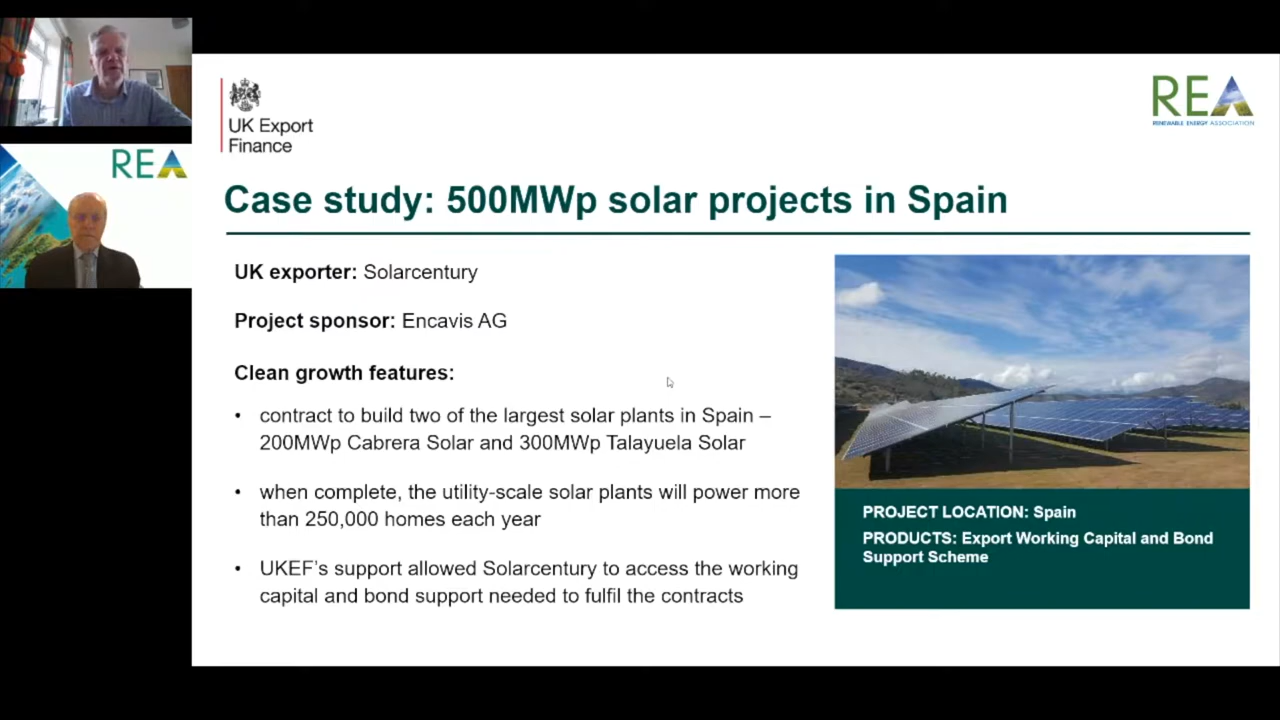 REA
UK Export
Finance
REA
RENEWABLE ENERGY ASSOCIATION
Case study: 500MWp solar projects in Spain
UK exporter: Solarcentury
Project sponsor: Encavis AG
Clean growth features:
• contract to build two of the largest solar plants in Spain –
200MWp Cabrera Solar and 300MWp Talayuela Solar
• when complete, the utility-scale solar plants will power more
than 250,000 homes each year
• UKEF’s support allowed Solarcentury to access the working
capital and bond support needed to fulfil the contracts
PROJECT LOCATION: Spain
PRODUCTS: Export Working Capital and Bond
Support Scheme